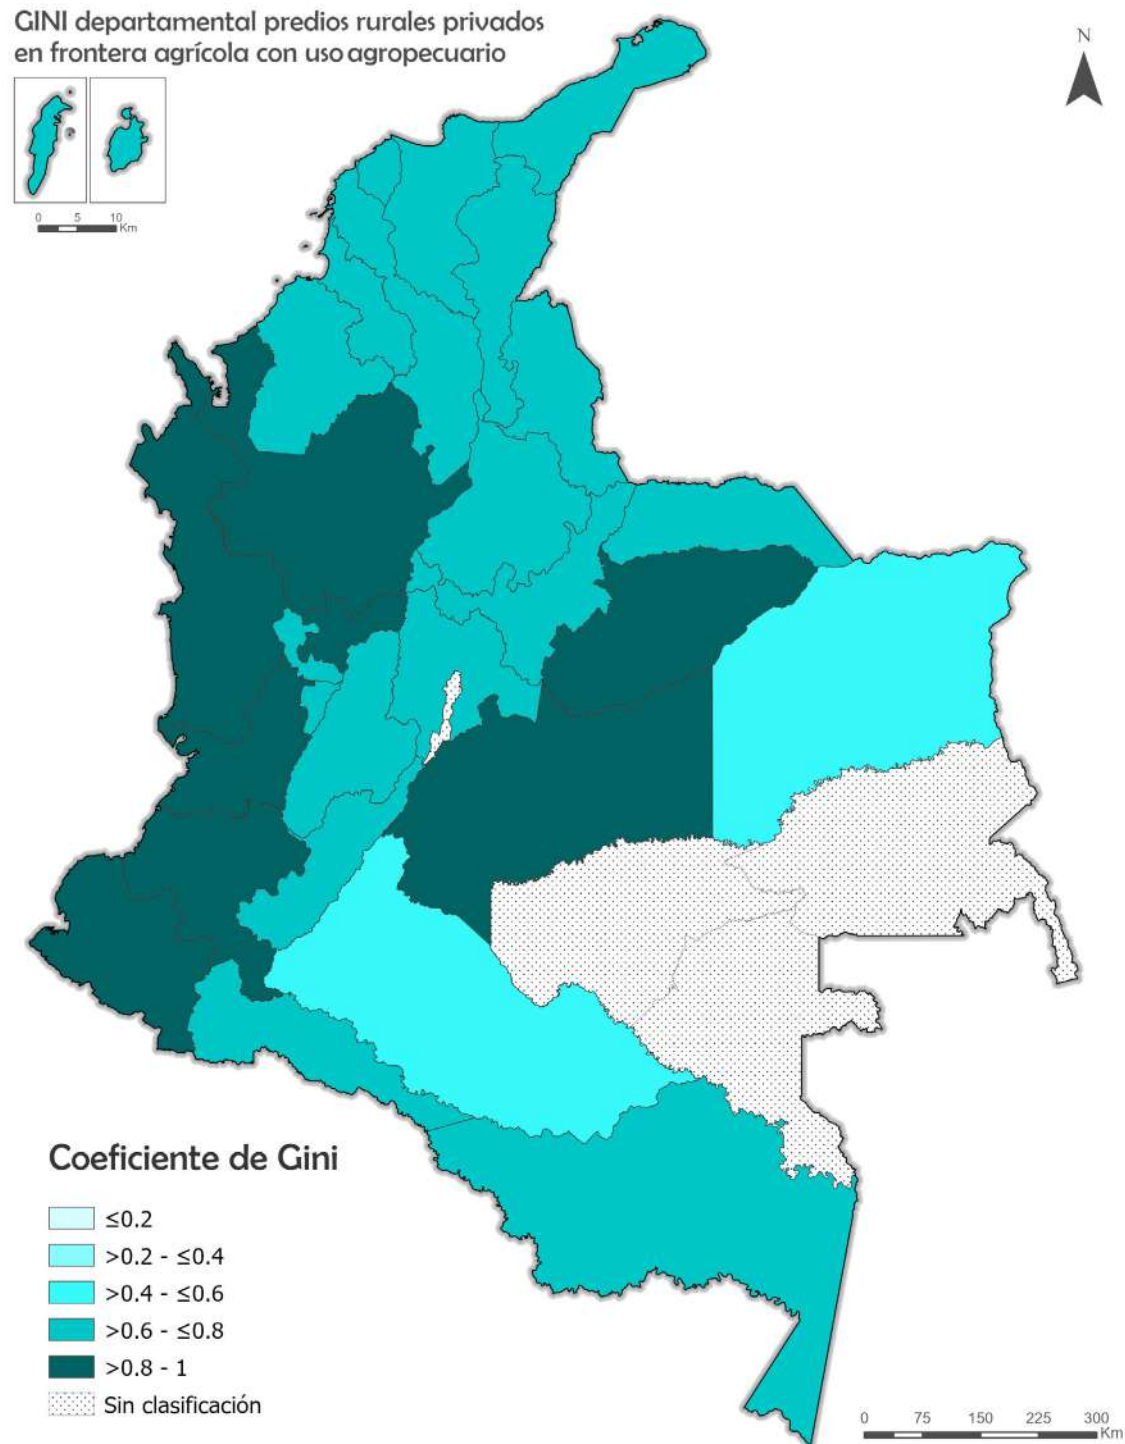 GINI departamental predios rurales privados
en frontera agrícola con uso agropecuario
N
0 5 10
Km
Coeficiente de Gini
≤0.2
>0.2 - ≤0.4
>0.4 - ≤0.6
>0.6 - ≤0.8
>0.8 - 1
Sin clasificación
0 75 150 225 300
Km